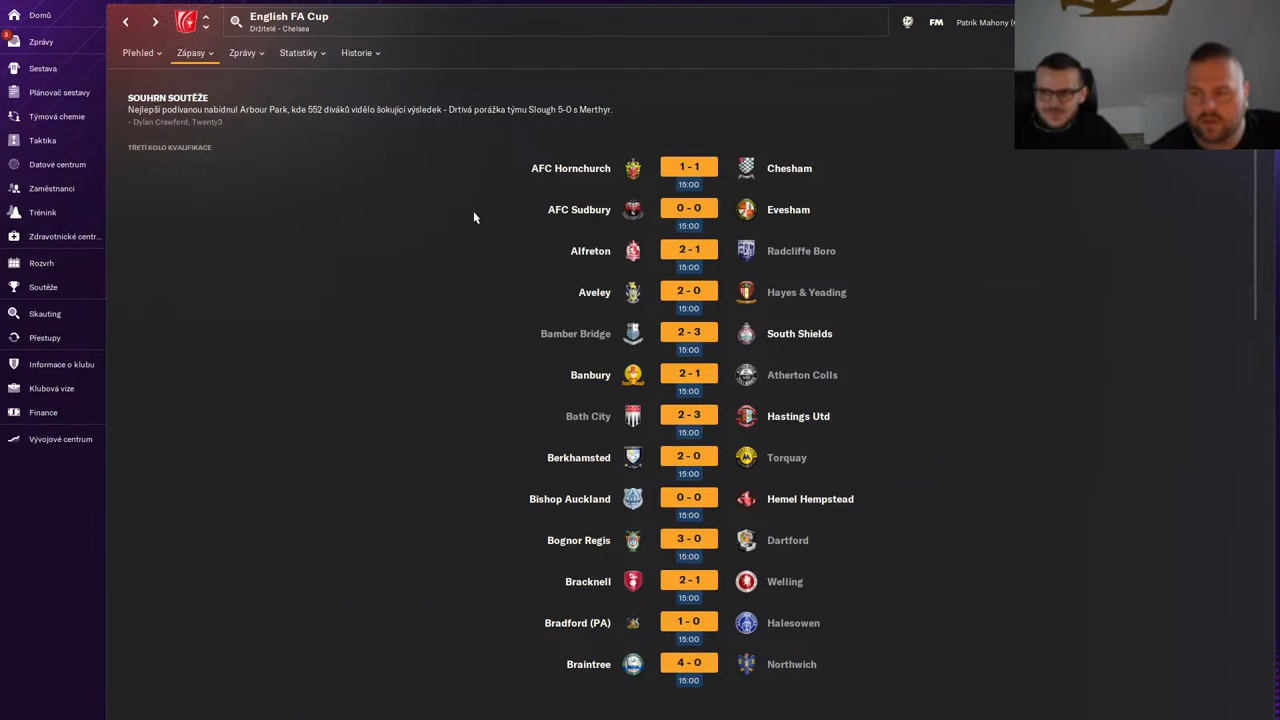 Domů
3
Zprávy
Sestava
Plánovač sestavy
Týmová chemie
Taktika
Datové centrum
Zaměstnanci
Trénink
Zdravotnické centr...
Rozvrh
Soutěže
Skauting
Přestupy
Informace o klubu
Klubová vize
Finance
Vývojové centrum
English FA Cup
Držitelé - Chelsea
FM
Patrik Mahony (
Přehled
Zápasy
Zprávy
Statistiky
Historie
SOUHRN SOUTĚŽE
Nejlepší podívanou nabídnul Arbour Park, kde 552 diváků vidělo šokující výsledek - Drtivá porážka týmu Slough 5-0 s Merthyr.
- Dylan Crawford, Twenty3
TŘETÍ KOLO KVALIFIKACE
AFC Hornchurch 1 - 1 Chesham
15:00
AFC Sudbury 0 - 0 Evesham
15:00
Alfreton 2 - 1 Radcliffe Boro
15:00
Aveley 2 - 0 Hayes & Yeading
15:00
Bamber Bridge 2 - 3 South Shields
15:00
Banbury 2 - 1 Atherton Colls
15:00
Bath City 2 - 3 Hastings Utd
15:00
Berkhamsted 2 - 0 Torquay
15:00
Bishop Auckland 0 - 0 Hemel Hempstead
15:00
Bognor Regis 3 - 0 Dartford
15:00
Bracknell 2 - 1 Welling
15:00
Bradford (PA) 1 - 0 Halesowen
15:00
Braintree 4 - 0 Northwich
15:00